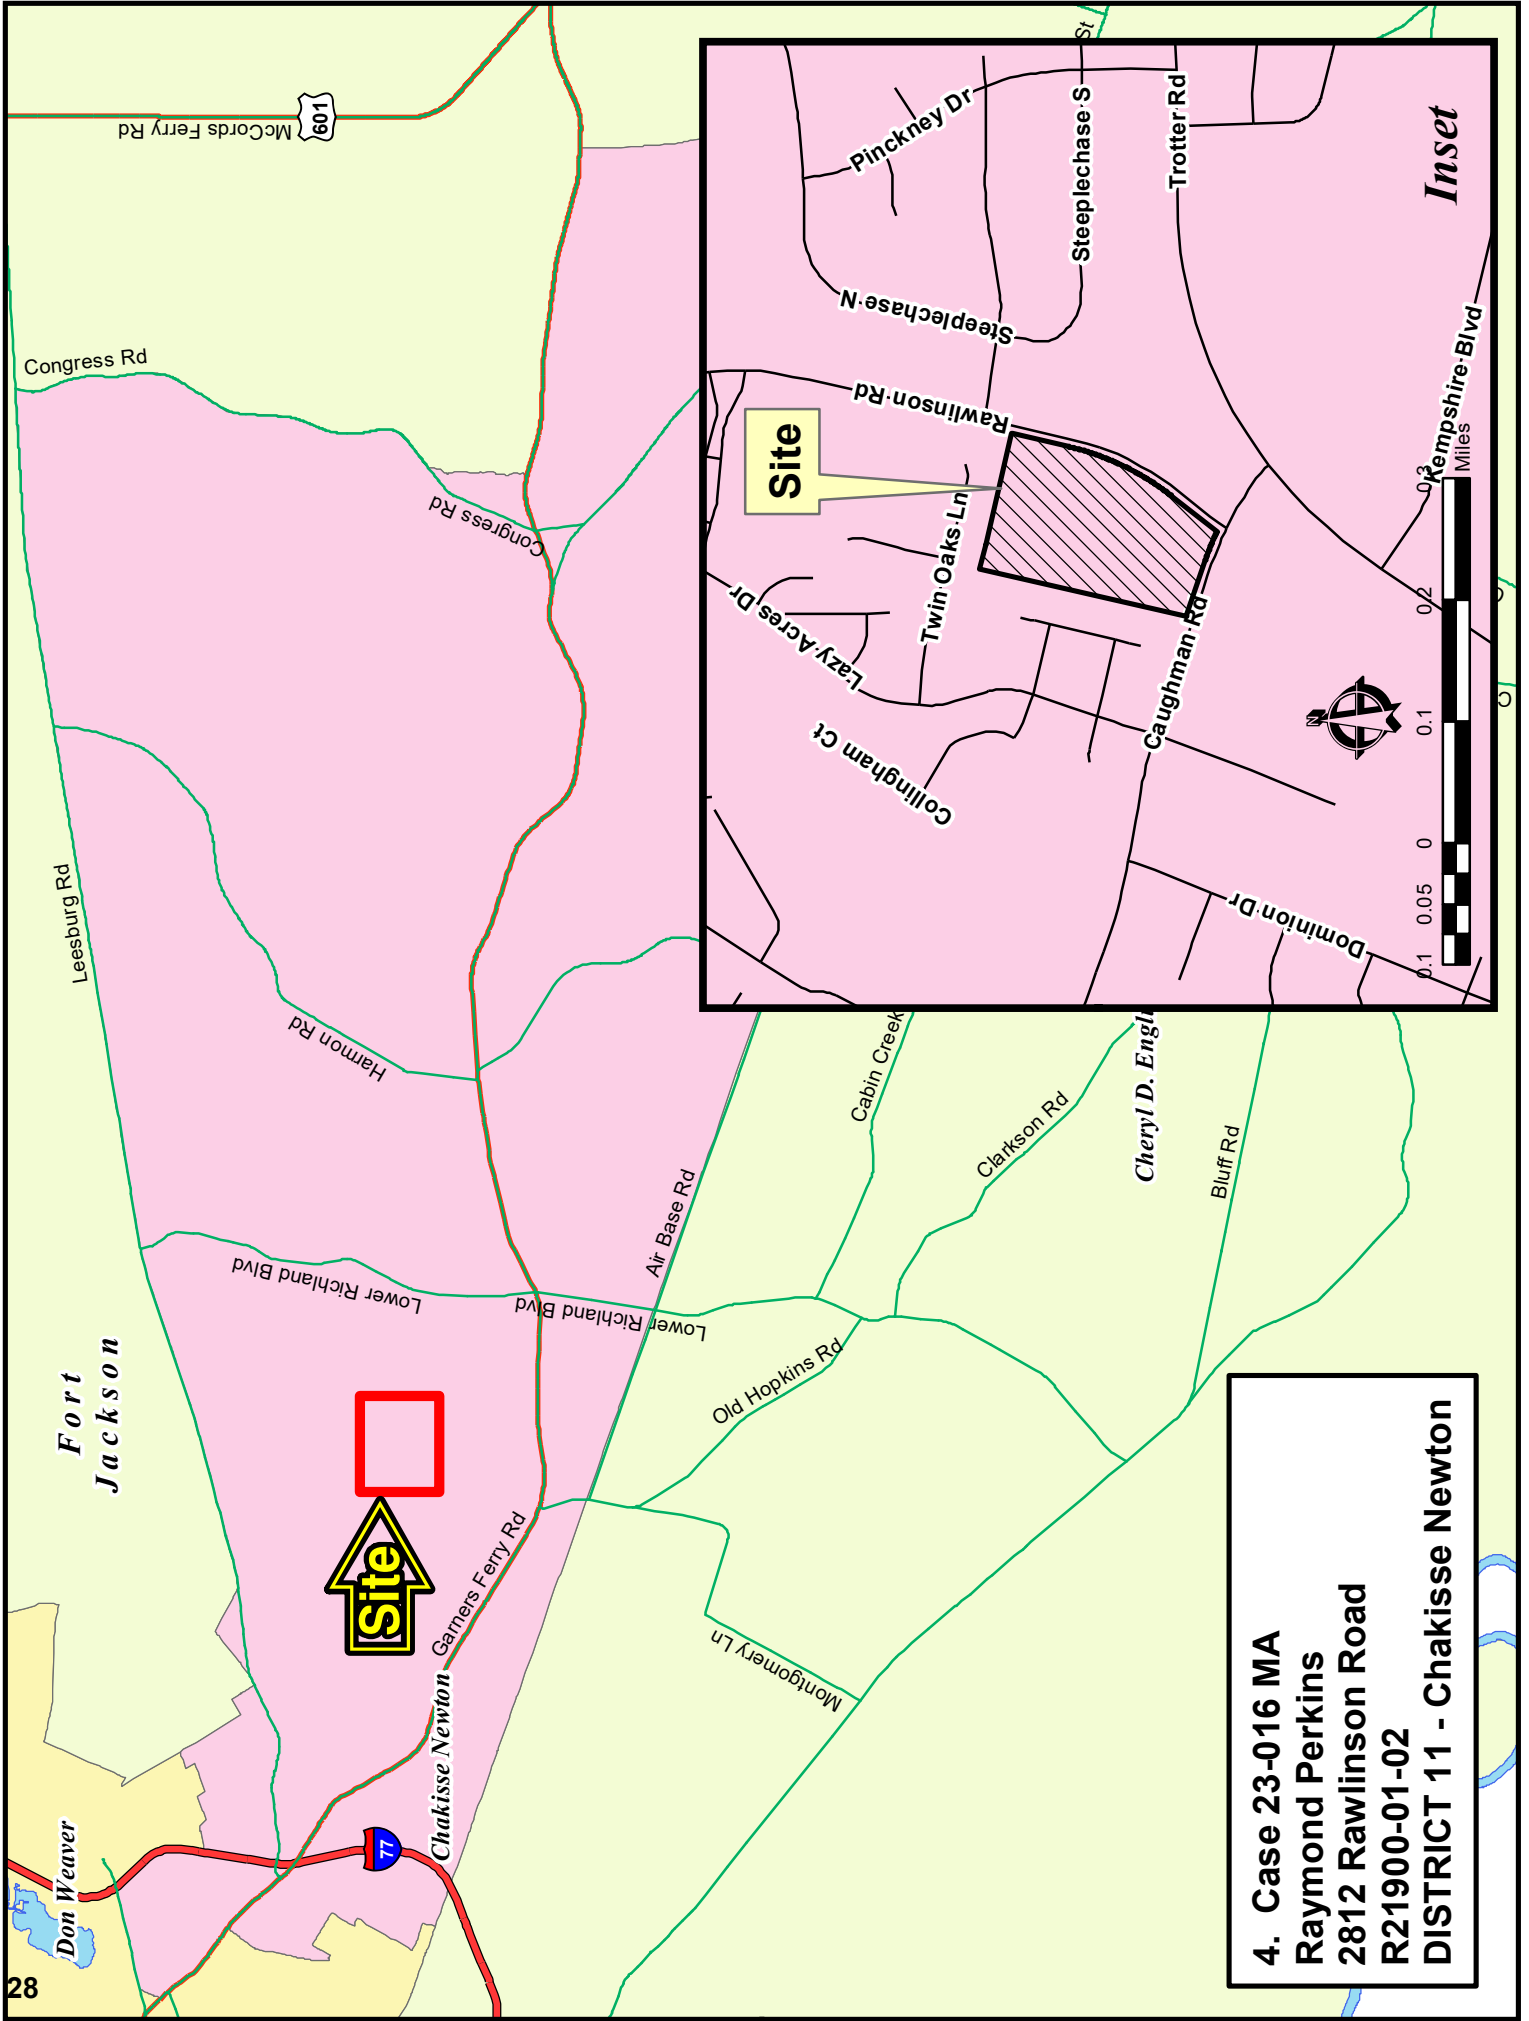 28
Don Weaver
Fort
Jackson
Leesburg Rd
Congress Rd
McCords Ferry Rd
601
Harmon Rd
Congress Rd
Lower Richland Blvd
Lower Richland Blvd
Site
Garners Ferry Rd
77
Chakisse Newton
Air Base Rd
Old Hopkins Rd
Montgomery Ln
Cabin Creek
Clarkson Rd
Cheryl D. Engli
Bluff Rd
St
Pinckney Dr
Steeplechase S
Trotter Rd
Steeplechase N
Rawlinson Rd
Site
Twin Oaks Ln
Lazy Acres Dr
Collingham Ct
Caughman Rd
Dominion Dr
Kempshire Blvd
N
0.1 0.05 0 0.1 0.2 0.3
Miles
Inset
4. Case 23-016 MA
Raymond Perkins
2812 Rawlinson Road
R21900-01-02
DISTRICT 11 - Chakisse Newton